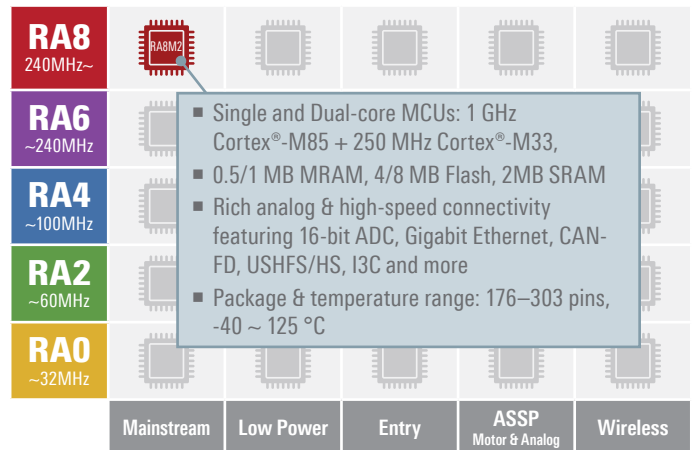 RA8
240MHz~
RA8M2
RA6
~240MHz
RA4
~100MHz
RA2
~60MHz
RA0
~32MHz
■ Single and Dual-core MCUs: 1 GHz
Cortex®-M85 + 250 MHz Cortex®-M33,
■ 0.5/1 MB MRAM, 4/8 MB Flash, 2MB SRAM
■ Rich analog & high-speed connectivity
featuring 16-bit ADC, Gigabit Ethernet, CAN-
FD, USHFS/HS, I3C and more
■ Package & temperature range: 176–303 pins,
-40 ~ 125 °C
Mainstream
Low Power
Entry
ASSP
Motor & Analog
Wireless